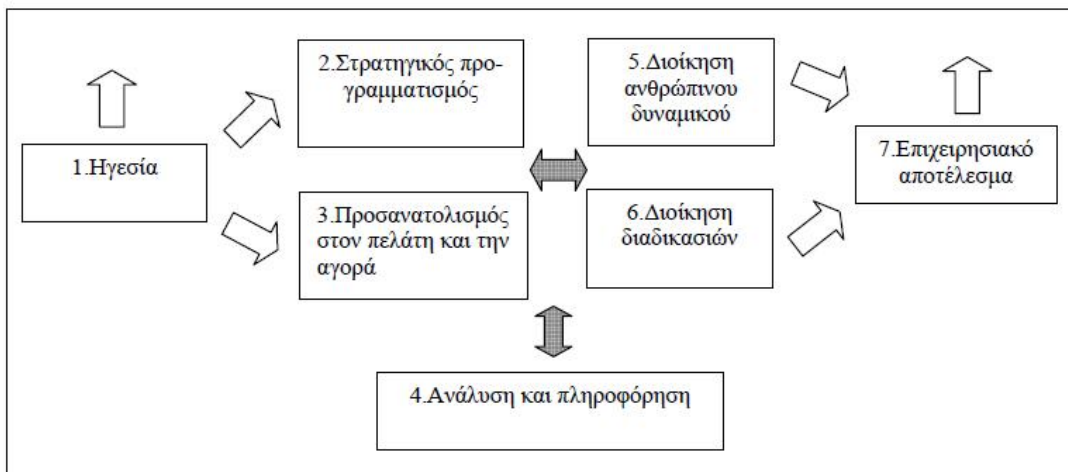 1.Ηγεσία
2.Στρατηγικός προ-
γραμματισμός
3.Προσανατολισμός
στον πελάτη και την
αγορά
4.Ανάλυση και πληροφόρηση
5.Διοίκηση
ανθρώπινου
δυναμικού
6.Διοίκηση
διαδικασιών
7.Επιχειρησιακό
αποτέλεσμα